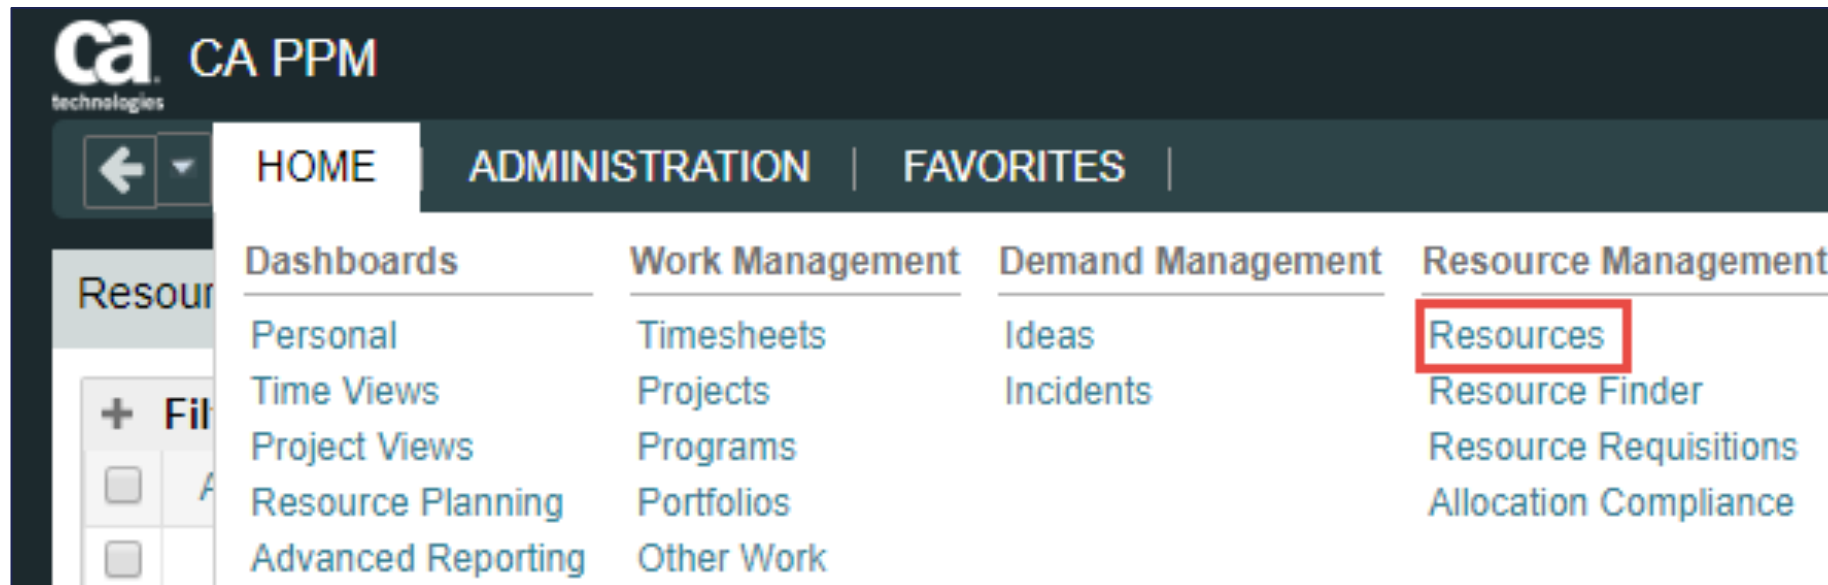 ca
technologies
CA PPM
HOME | ADMINISTRATION | FAVORITES |
Resour
+ Fil
A
Dashboards
Personal
Time Views
Project Views
Resource Planning
Advanced Reporting
Work Management
Timesheets
Projects
Programs
Portfolios
Other Work
Demand Management
Ideas
Incidents
Resource Management
Resources
Resource Finder
Resource Requisitions
Allocation Compliance